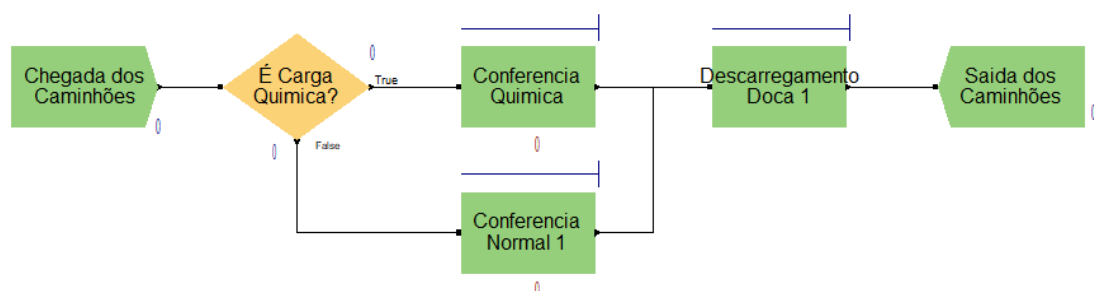 Chegada dos
Caminhões
0
É Carga
Quimica?
0
True
0
False
Conferencia
Quimica
0
Conferencia
Normal 1
0
Descarregamento
Doca 1
Saida dos
Caminhões
0